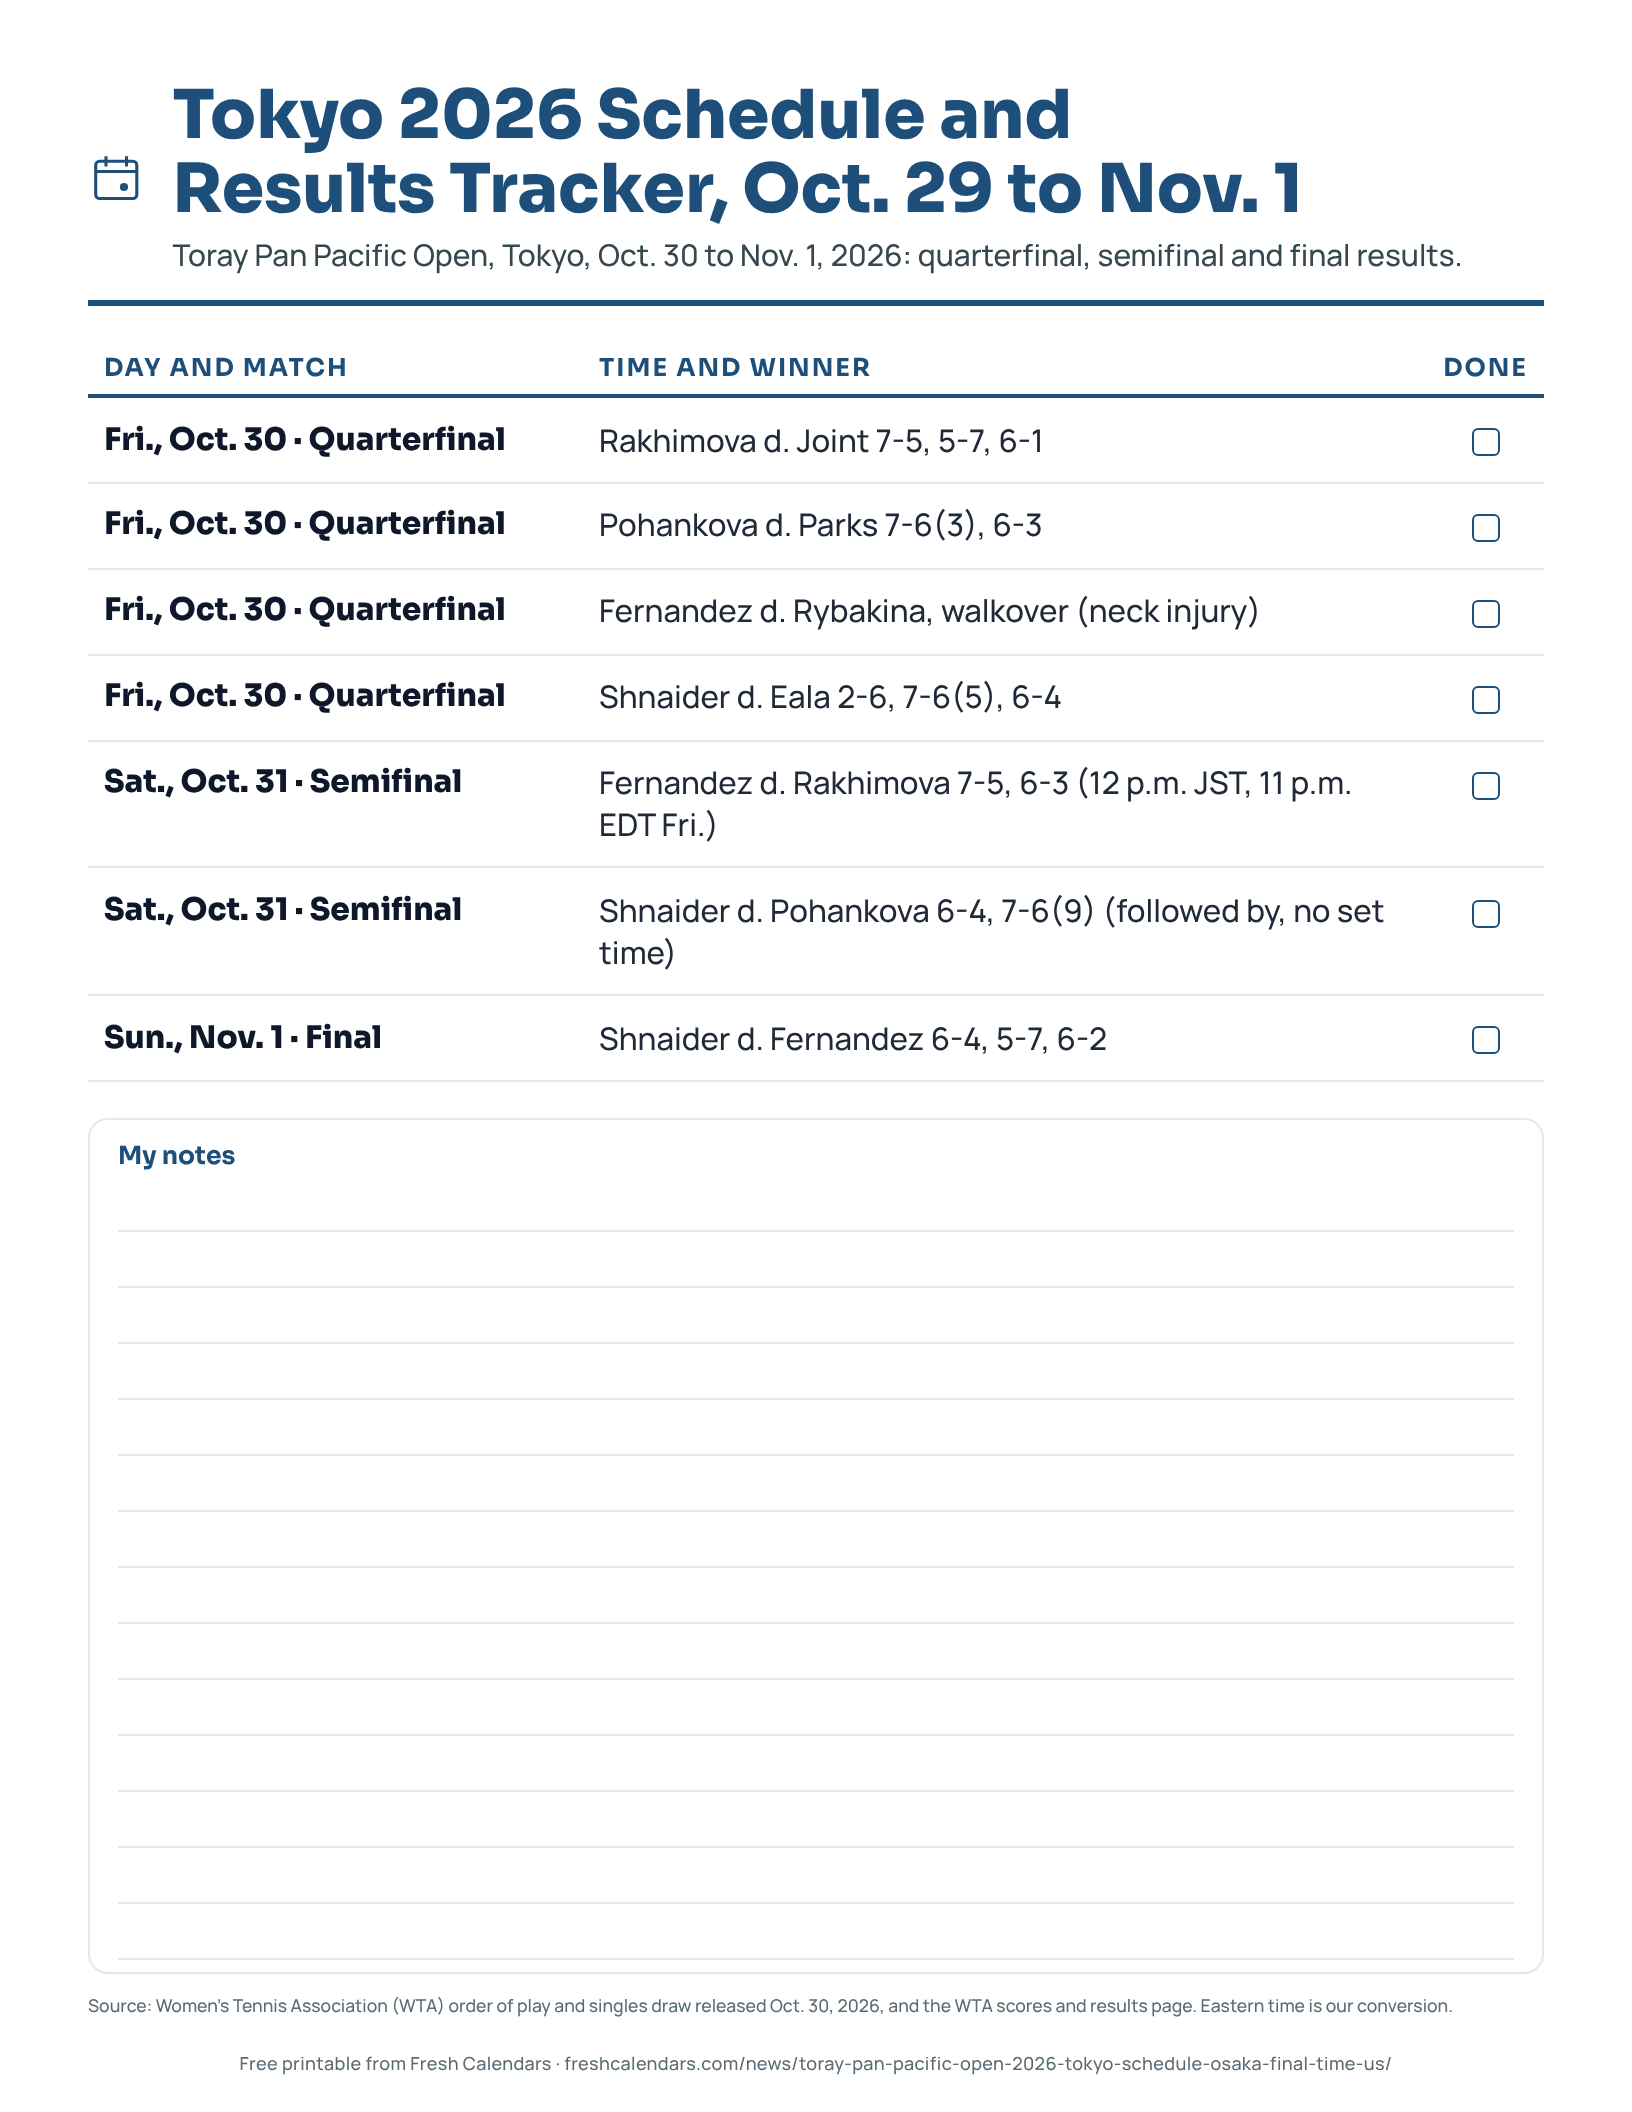 Tokyo 2026 Schedule and
Results Tracker, Oct. 29 to Nov. 1
Toray Pan Pacific Open, Tokyo, Oct. 30 to Nov. 1, 2026: quarterfinal, semifinal and final results.
DAY AND MATCH TIME AND WINNER DONE
Fri., Oct. 30 · Quarterfinal Rakhimova d. Joint 7-5, 5-7, 6-1
Fri., Oct. 30 · Quarterfinal Pohankova d. Parks 7-6(3), 6-3
Fri., Oct. 30 · Quarterfinal Fernandez d. Rybakina, walkover (neck injury)
Fri., Oct. 30 · Quarterfinal Shnaider d. Eala 2-6, 7-6(5), 6-4
Sat., Oct. 31 · Semifinal Fernandez d. Rakhimova 7-5, 6-3 (12 p.m. JST, 11 p.m.
EDT Fri.)
Sat., Oct. 31 · Semifinal Shnaider d. Pohankova 6-4, 7-6(9) (followed by, no set
time)
Sun., Nov. 1 · Final Shnaider d. Fernandez 6-4, 5-7, 6-2
My notes
Source: Women's Tennis Association (WTA) order of play and singles draw released Oct. 30, 2026, and the WTA scores and results page. Eastern time is our conversion.
Free printable from Fresh Calendars · freshcalendars.com/news/toray-pan-pacific-open-2026-tokyo-schedule-osaka-final-time-us/